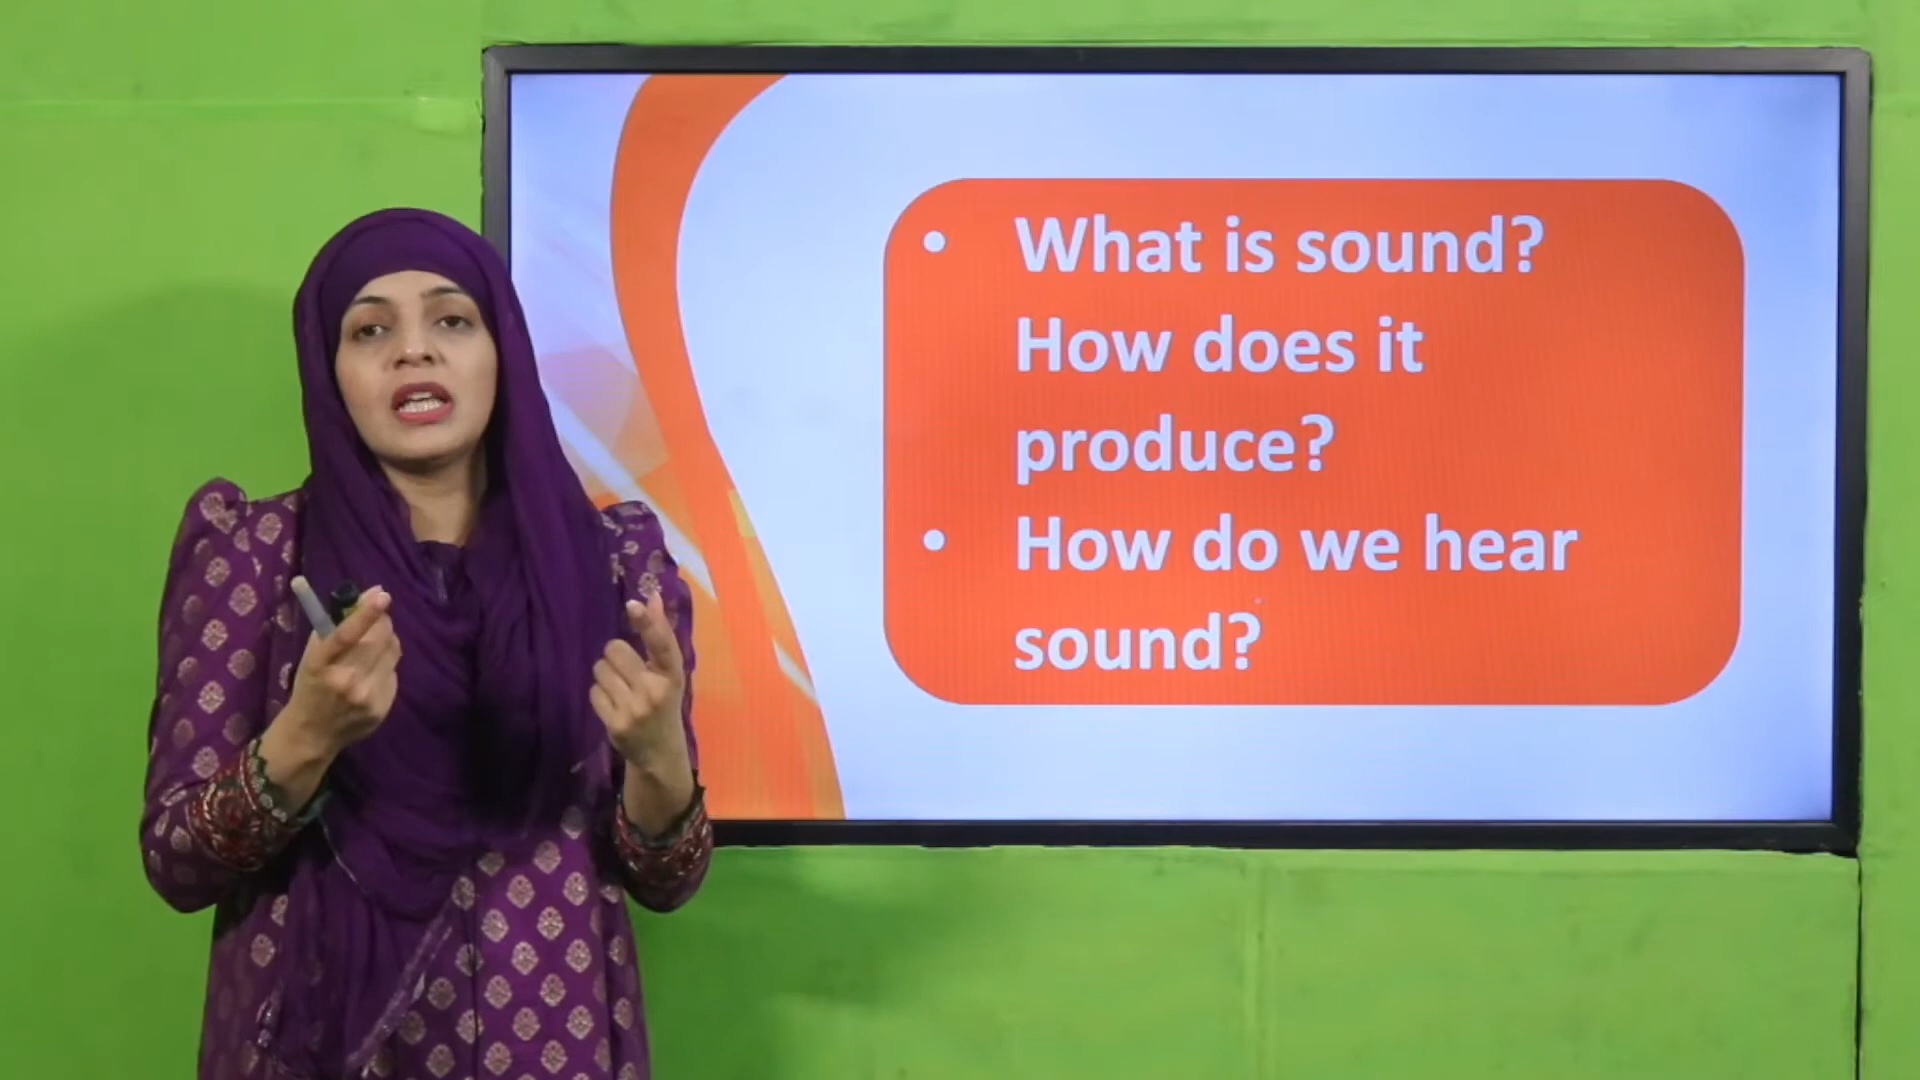 • What is sound?
How does it
produce?
• How do we hear
sound?